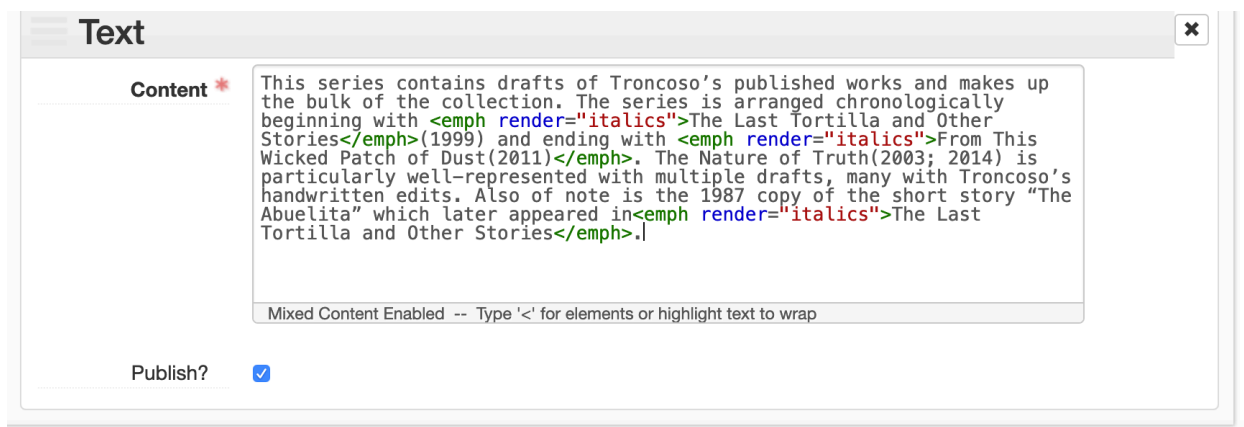 Text
✖
Content *
This series contains drafts of Troncoso’s published works and makes up
the bulk of the collection. The series is arranged chronologically
beginning with <emph render="italics">The Last Tortilla and Other
Stories</emph>(1999) and ending with <emph render="italics">From This
Wicked Patch of Dust(2011)</emph>. The Nature of Truth(2003; 2014) is
particularly well-represented with multiple drafts, many with Troncoso’s
handwritten edits. Also of note is the 1987 copy of the short story “The
Abuelita” which later appeared in<emph render="italics">The Last
Tortilla and Other Stories</emph>.
Mixed Content Enabled -- Type '<' for elements or highlight text to wrap
Publish?